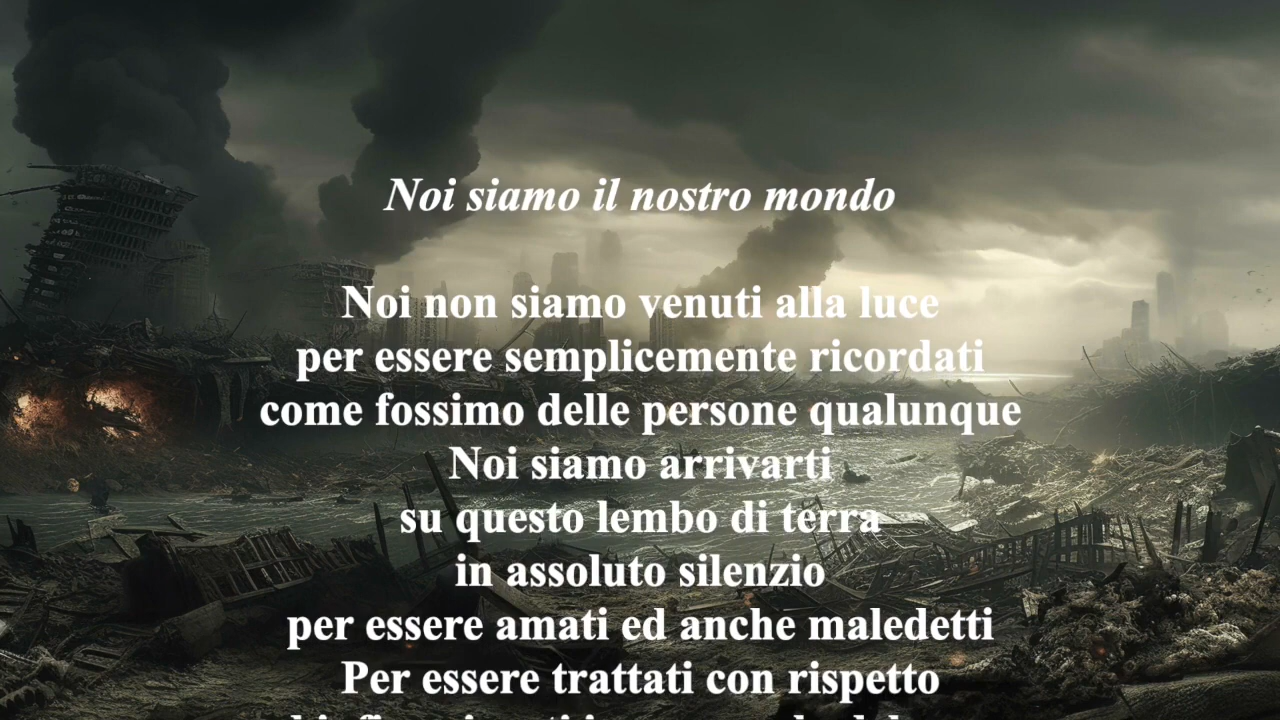 Noi siamo il nostro mondo
Noi non siamo venuti alla luce
per essere semplicemente ricordati
come fossimo delle persone qualunque
Noi siamo arrivarti
su questo lembo di terra
in assoluto silenzio
per essere amati ed anche maledetti
Per essere trattati con rispetto